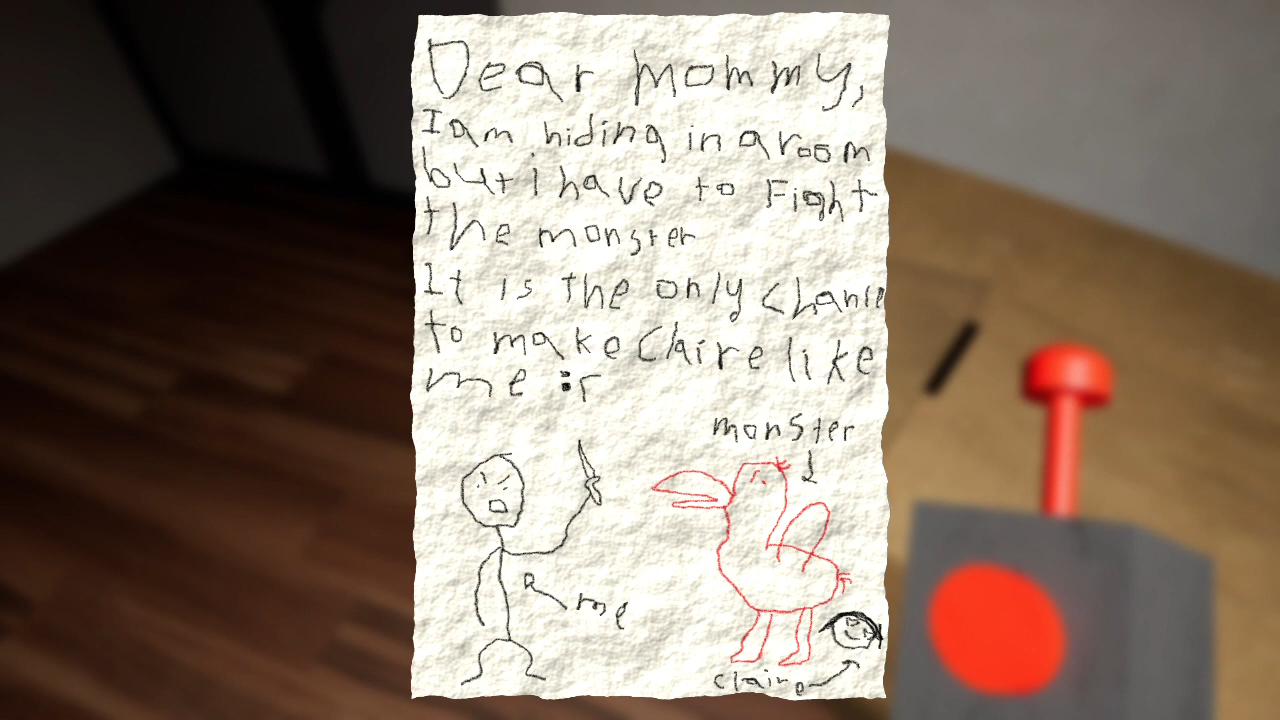 Dear Mommy,
I am hiding in a room
but i have to Fight
the monster
It is the only chance
to make Claire like
me :r
monster
me
Claire